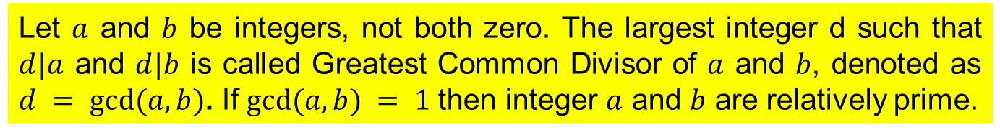 Let a and b be integers, not both zero. The largest integer d such that
d|a and d|b is called Greatest Common Divisor of a and b, denoted as
d = gcd(a, b). If gcd(a, b) = 1 then integer a and b are relatively prime.